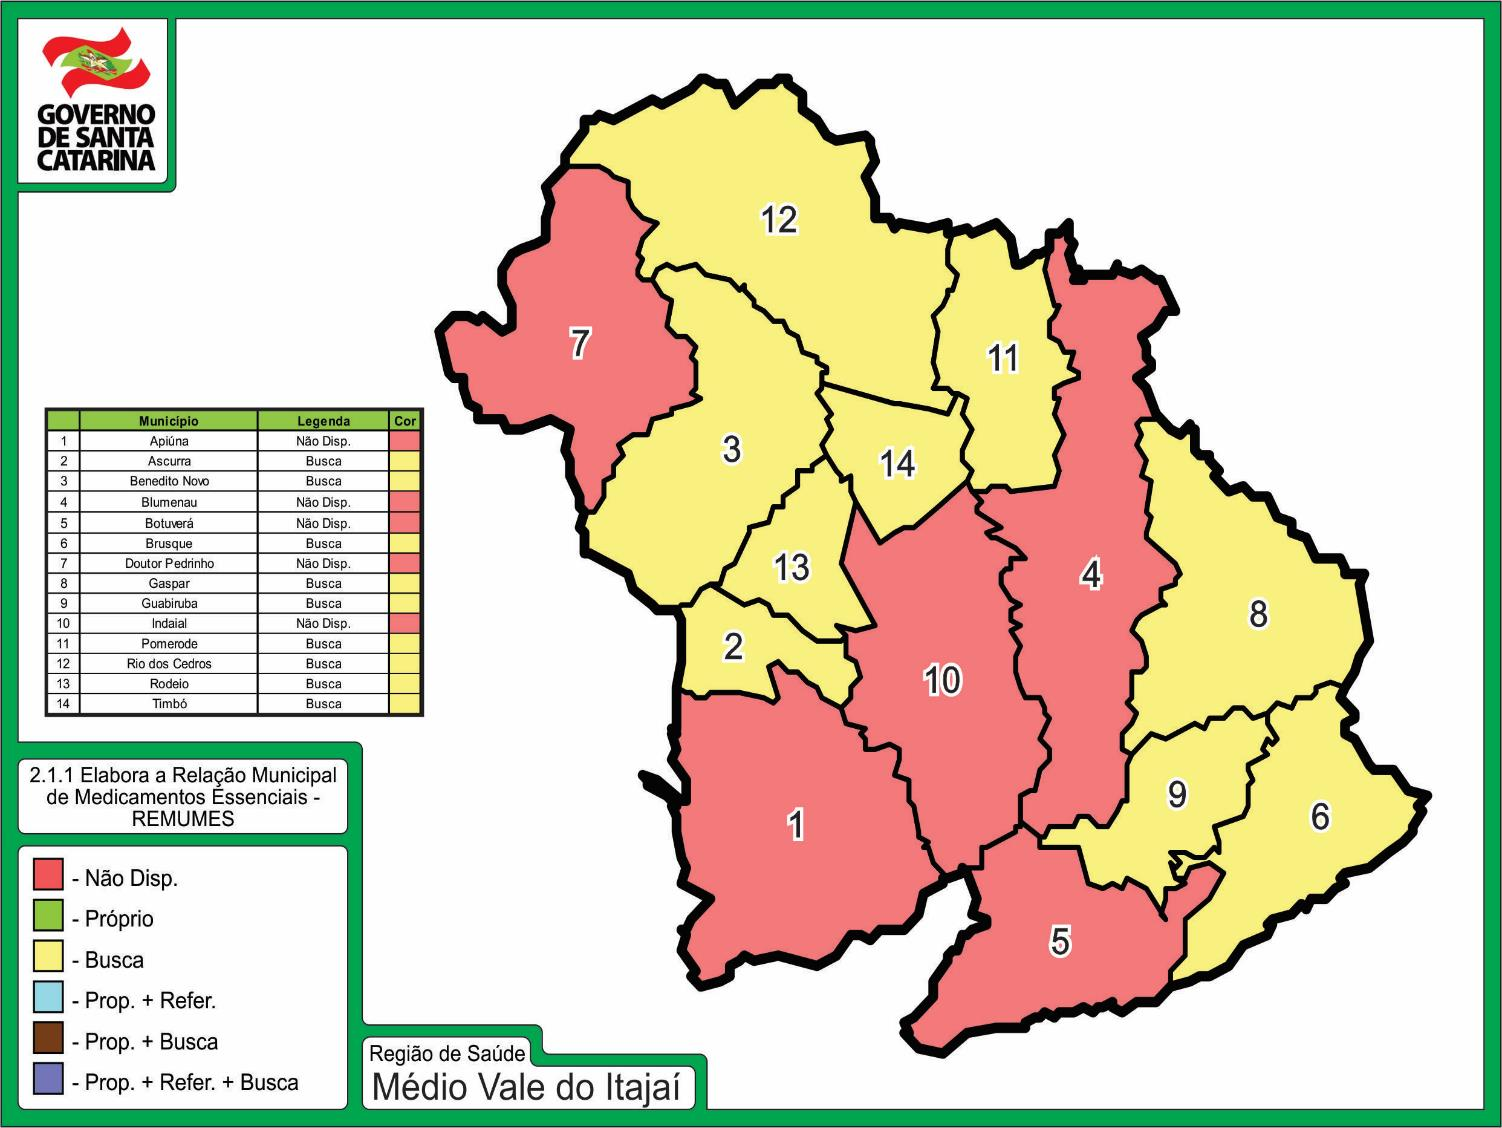 GOVERNO
DE SANTA
CATARINA
Município Legenda Cor
1 Apiúna Não Disp.
2 Ascurra Busca
3 Benedito Novo Busca
4 Blumenau Não Disp.
5 Botuverá Não Disp.
6 Brusque Busca
7 Doutor Pedrinho Não Disp.
8 Gaspar Busca
9 Guabiruba Busca
10 Indaial Não Disp.
11 Pomerode Busca
12 Rio dos Cedros Busca
13 Rodeio Busca
14 Timbó Busca
12
7
11
3
14
13
4
8
2
10
9
1
6
5
2.1.1 Elabora a Relação Municipal
de Medicamentos Essenciais -
REMUMES
- Não Disp.
- Próprio
- Busca
- Prop. + Refer.
- Prop. + Busca
- Prop. + Refer. + Busca
Região de Saúde
Médio Vale do Itajaí